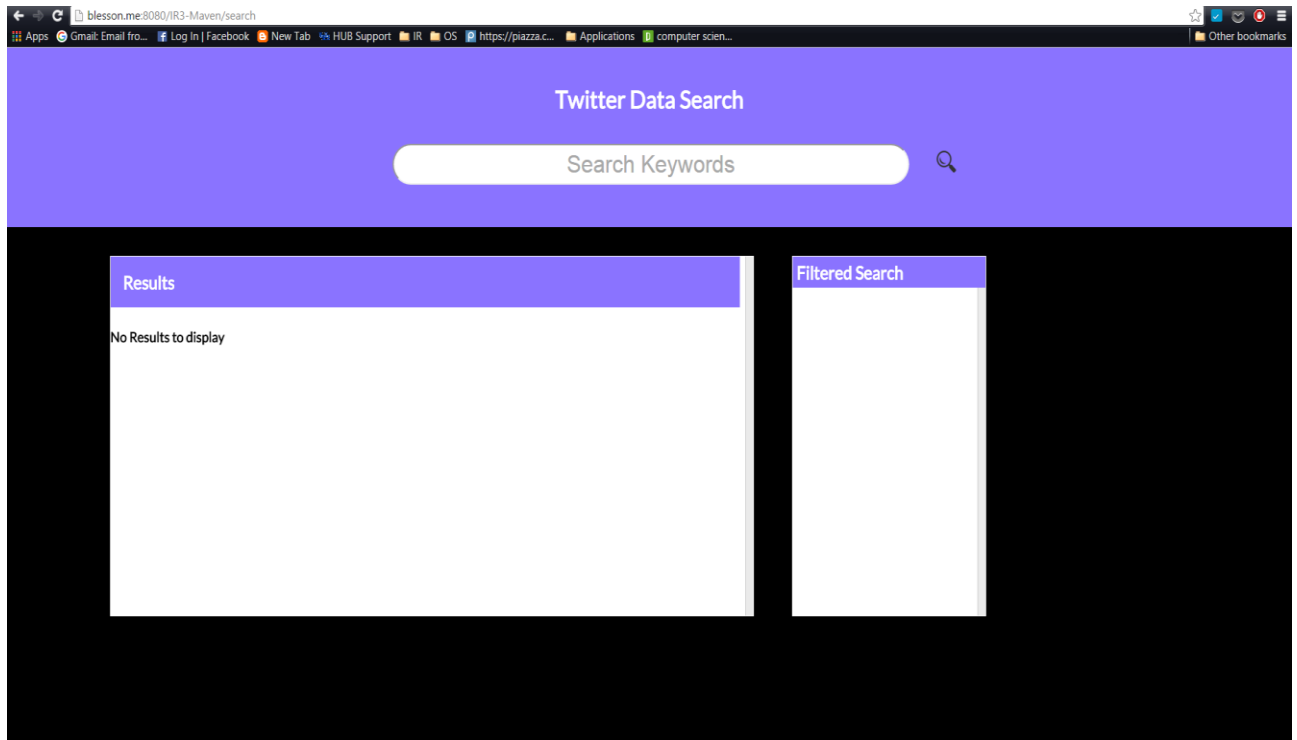 blesson.me:8080/IR3-Maven/search
Apps Gmail: Email fro... Log In | Facebook New Tab HUB Support IR OS https://piazza.c... Applications computer scien... Other bookmarks
Twitter Data Search
Search Keywords
Results
Filtered Search
No Results to display